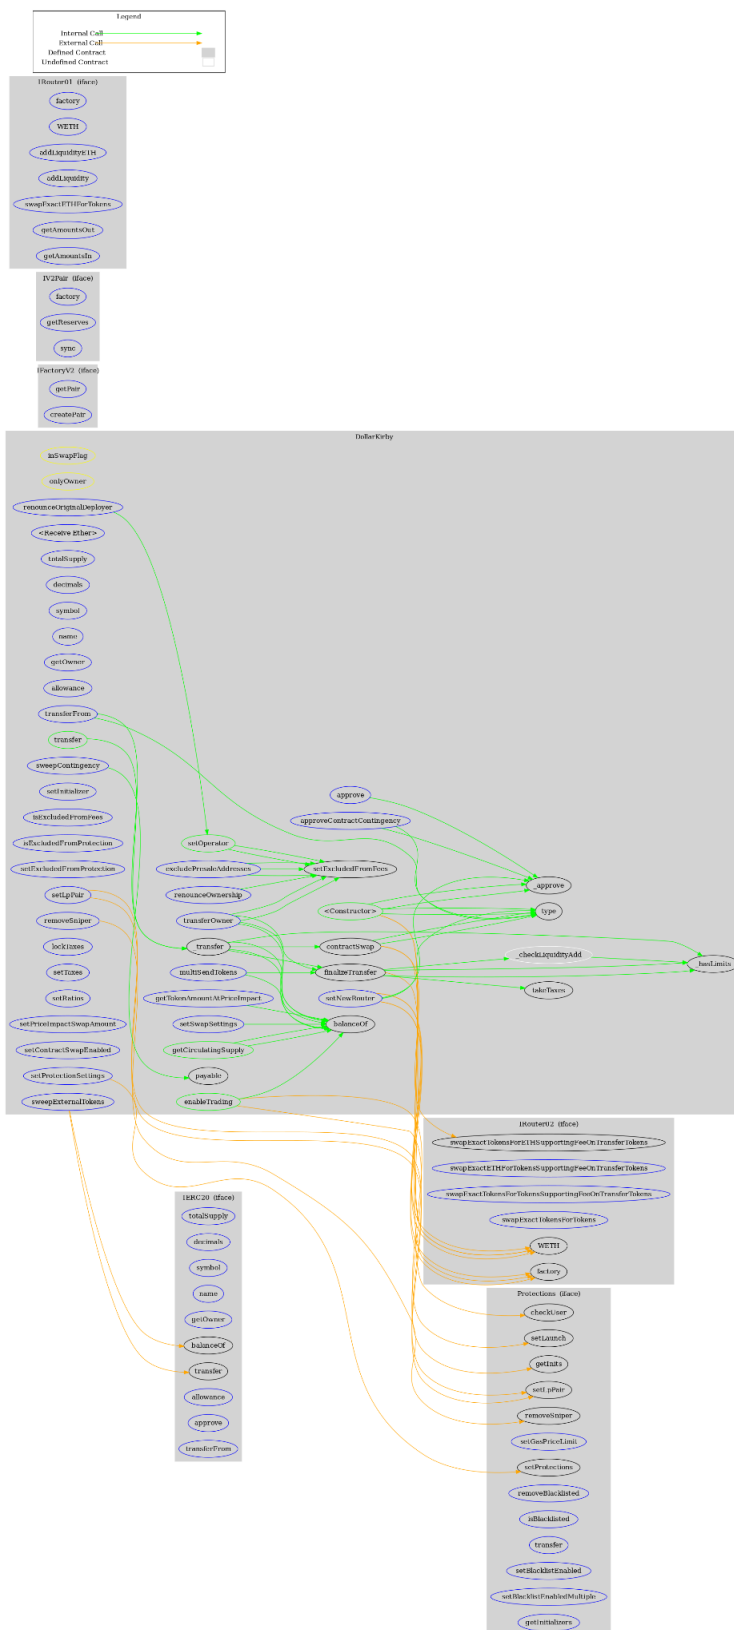 Legend
Internal Call
External Call
Defined Contract
Undefined Contract
IRouter01 (iface)
factory
WETH
addLiquidityETH
addLiquidity
swapExactETHForTokens
getAmountsOut
getAmountsIn
IV2Pair (iface)
factory
getReserves
sync
IFactoryV2 (iface)
getPair
createPair
DollarKirby
inSwapFlag
onlyOwner
renounceOriginalDeployer
<Receive Ether>
totalSupply
decimals
symbol
name
getOwner
allowance
transferFrom
transfer
sweepContingency
setInitializer
isExcludedFromFees
isExcludedFromProtection
setExcludedFromProtection
setLpPair
removeSniper
lockTaxes
setTaxes
setRatios
setPriceImpactSwapAmount
setContractSwapEnabled
setProtectionSettings
sweepExternalTokens
setOperator
excludePresaleAddresses
renounceOwnership
transferOwner
_transfer
multiSendTokens
getTokenAmountAtPriceImpact
setSwapSettings
getCirculatingSupply
payable
enableTrading
approve
approveContractContingency
setExcludedFromFees
<Constructor>
contractSwap
finalizeTransfer
setNewRouter
balanceOf
_approve
type
checkLiquidityAdd
takeTaxes
_hasLimits
IRouter02 (iface)
swapExactTokensForETHSupportingFeeOnTransferTokens
swapExactETHForTokensSupportingFeeOnTransferTokens
swapExactTokensForTokensSupportingFeeOnTransferTokens
swapExactTokensForTokens
WETH
factory
IERC20 (iface)
totalSupply
decimals
symbol
name
getOwner
balanceOf
transfer
allowance
approve
transferFrom
Protections (iface)
checkUser
setLaunch
getInits
setLpPair
removeSniper
setGasPriceLimit
setProtections
removeBlacklisted
isBlacklisted
transfer
setBlacklistEnabled
setBlacklistEnabledMultiple
getInitializers